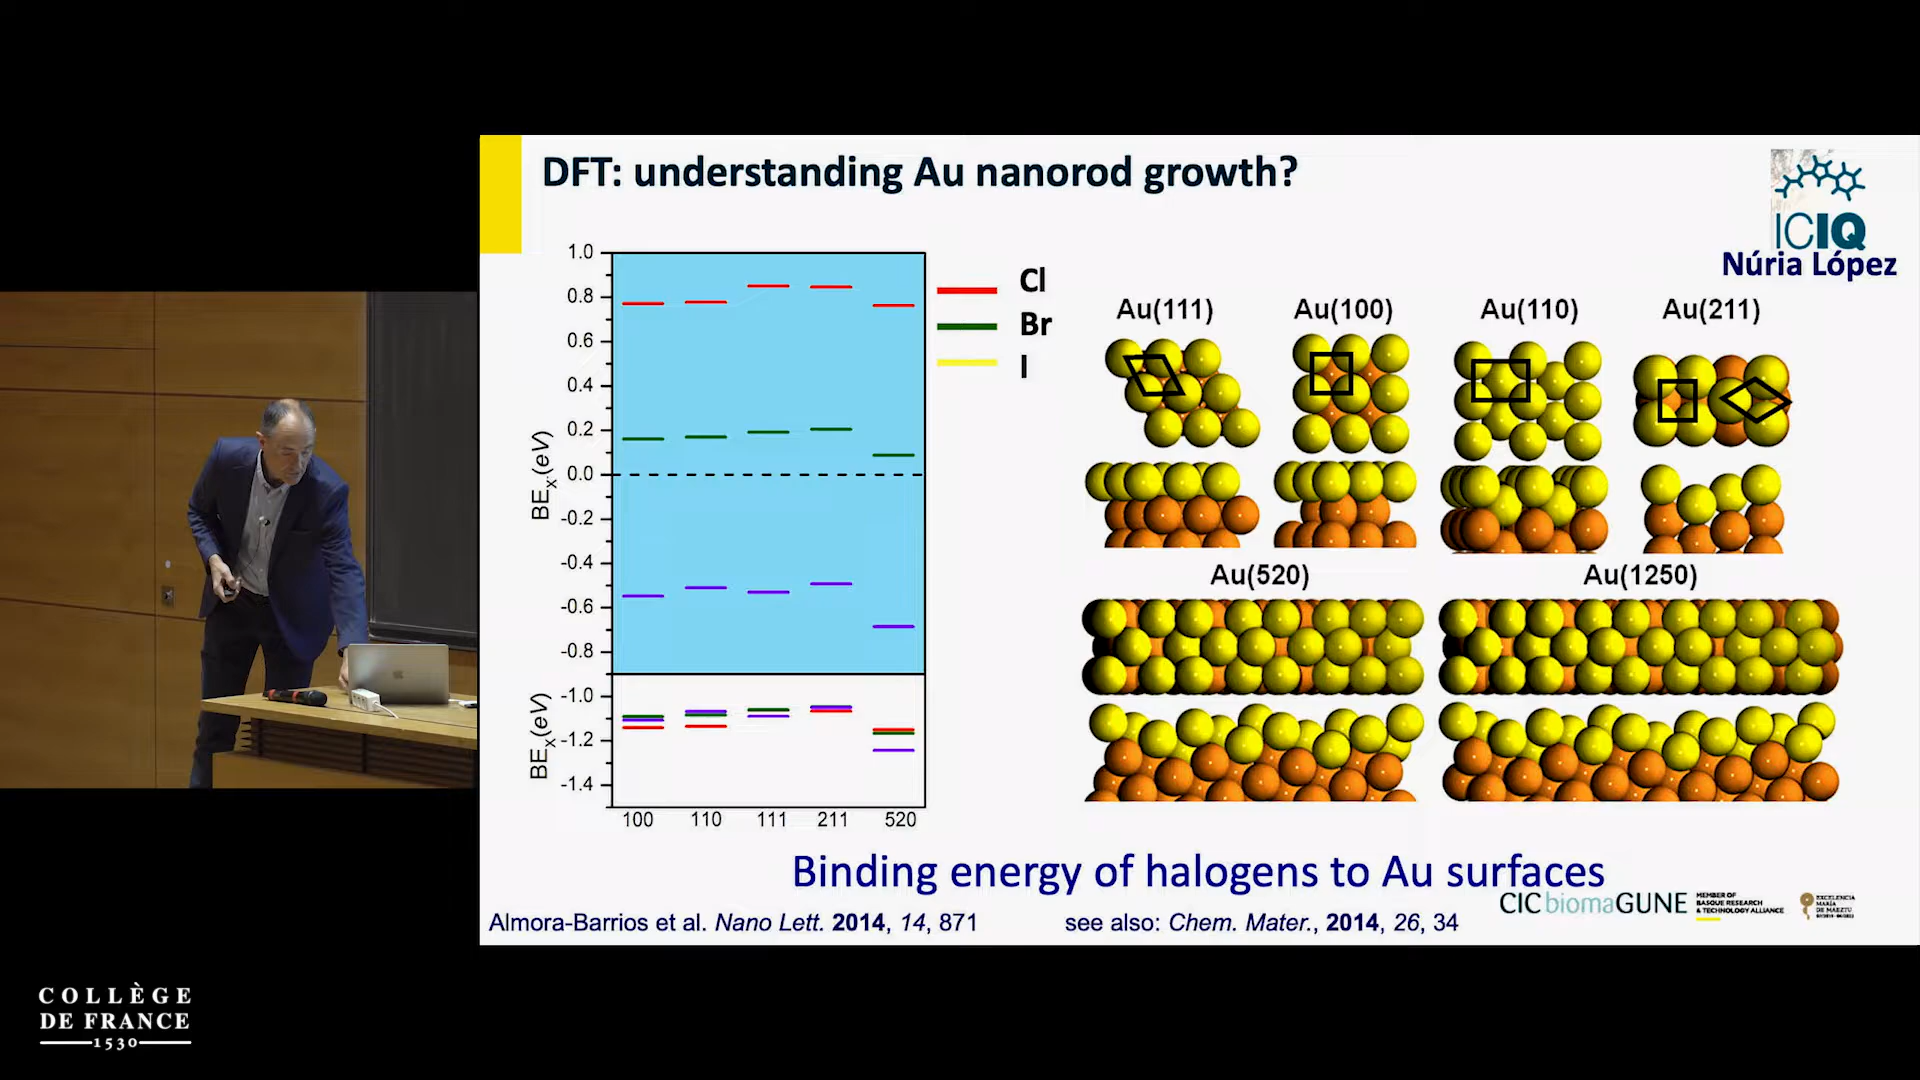 DFT: understanding Au nanorod growth?
ICIQ
Núria López
1.0
0.8
0.6
0.4
0.2
0.0
-0.2
-0.4
-0.6
-0.8
-1.0
-1.2
-1.4
BEx-(eV)
BEx(eV)
100 110 111 211 520
Cl
Br
I
Au(111) Au(100) Au(110) Au(211)
Au(520) Au(1250)
Binding energy of halogens to Au surfaces
CIC biomaGUNE
MEMBER OF
BASQUE RESEARCH
& TECHNOLOGY ALLIANCE
EXCELENCIA
MARÍA
DE MAEZTU
Almora-Barrios et al. Nano Lett. 2014, 14, 871 see also: Chem. Mater., 2014, 26, 34
COLLÈGE
DE FRANCE
1530